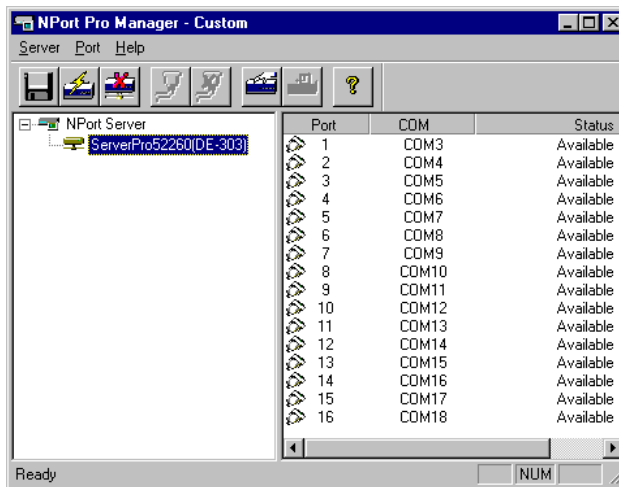 NPort Pro Manager - Custom
Server Port Help
NPort Server
ServerPro52260(DE-303)
Port COM Status
1 COM3 Available
2 COM4 Available
3 COM5 Available
4 COM6 Available
5 COM7 Available
6 COM8 Available
7 COM9 Available
8 COM10 Available
9 COM11 Available
10 COM12 Available
11 COM13 Available
12 COM14 Available
13 COM15 Available
14 COM16 Available
15 COM17 Available
16 COM18 Available
Ready NUM